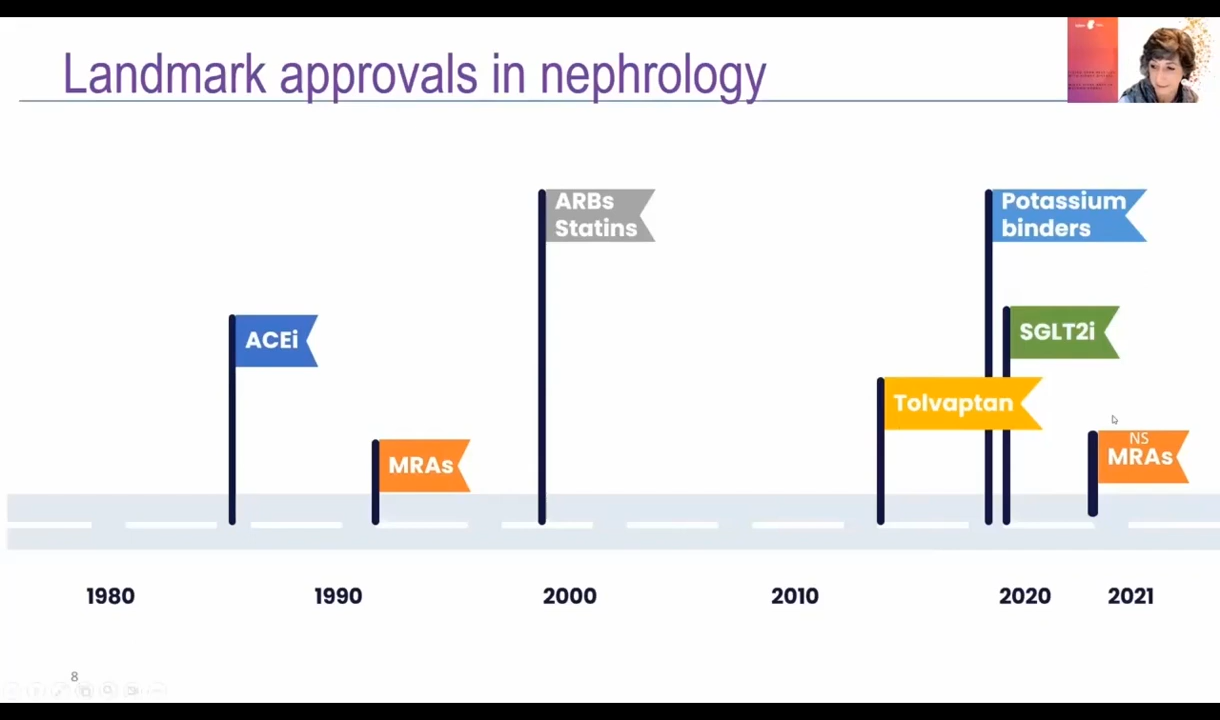 Landmark approvals in nephrology
ARBs
Statins
Potassium
binders
ACEi
SGLT2i
Tolvaptan
MRAs
NS
MRAs
1980
1990
2000
2010
2020
2021
8